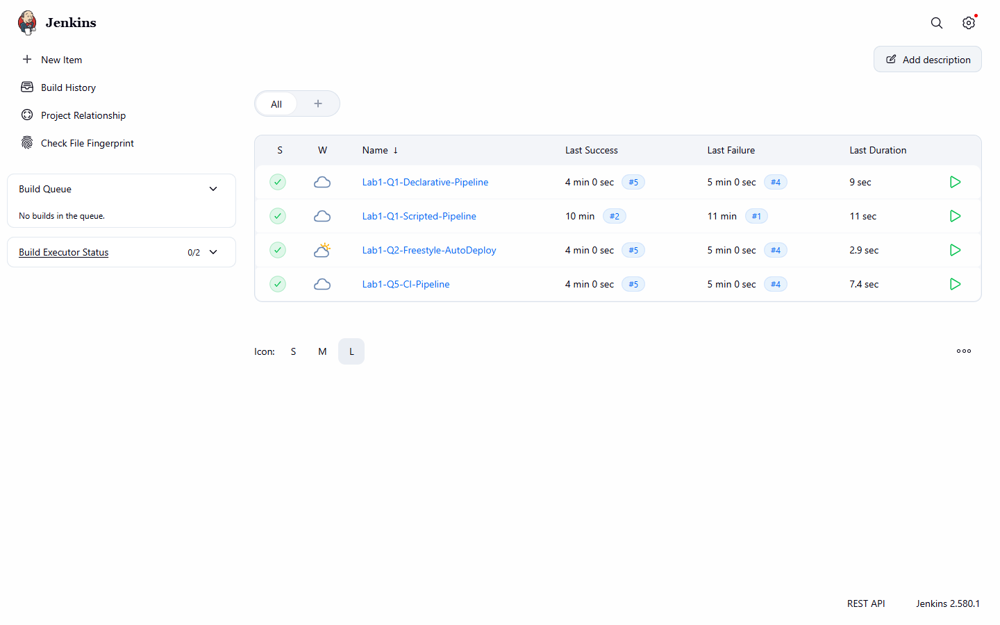 Jenkins
New Item
Build History
Project Relationship
Check File Fingerprint
Build Queue
No builds in the queue.
Build Executor Status 0/2
Add description
All +
S W Name ↓ Last Success Last Failure Last Duration
Lab1-Q1-Declarative-Pipeline 4 min 0 sec #5 5 min 0 sec #4 9 sec
Lab1-Q1-Scripted-Pipeline 10 min #2 11 min #1 11 sec
Lab1-Q2-Freestyle-AutoDeploy 4 min 0 sec #5 5 min 0 sec #4 2.9 sec
Lab1-Q5-CI-Pipeline 4 min 0 sec #5 5 min 0 sec #4 7.4 sec
Icon: S M L
REST API Jenkins 2.580.1